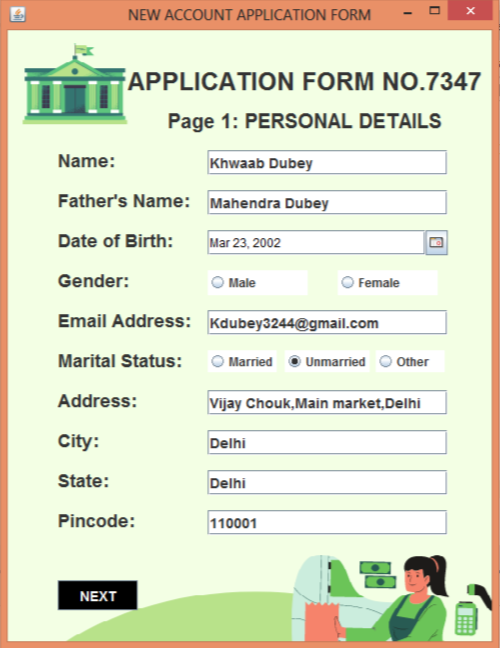 NEW ACCOUNT APPLICATION FORM
APPLICATION FORM NO.7347
Page 1: PERSONAL DETAILS
Name: Khwaab Dubey
Father's Name: Mahendra Dubey
Date of Birth: Mar 23, 2002
Gender: Male Female
Email Address: Kdubey3244@gmail.com
Marital Status: Married Unmarried Other
Address: Vijay Chouk,Main market,Delhi
City: Delhi
State: Delhi
Pincode: 110001
NEXT